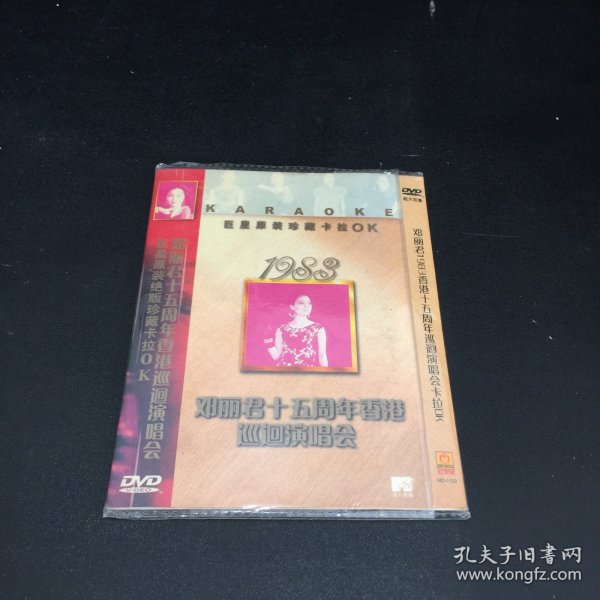 KARAOKE
巨星原装珍藏卡拉OK
1983
邓丽君十五周年香港
巡迴演唱会
邓丽君十五周年香港巡迴演唱会
巨星原装绝版珍藏卡拉OK
DVD
VIDEO
DVD
邓丽君1983香港十五周年巡迴演唱会卡拉OK
HD-1123
孔夫子旧书网
www.kongfz.com